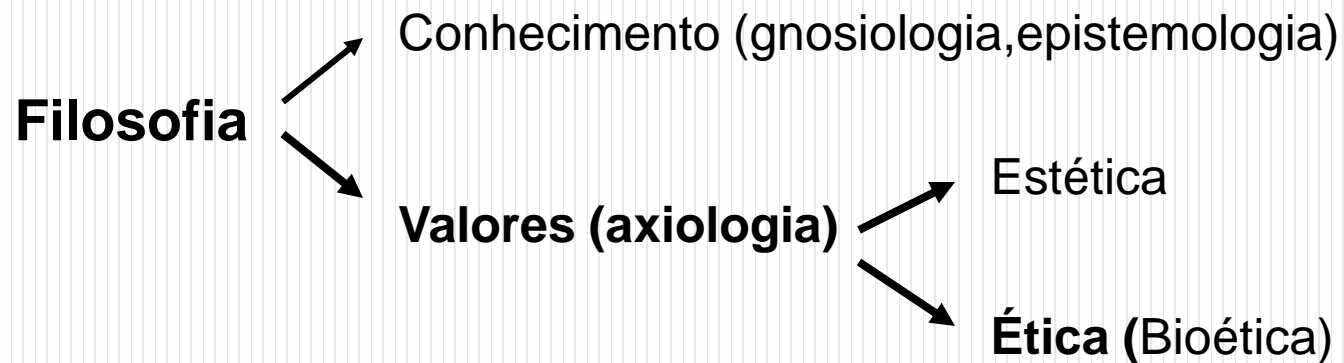 Conhecimento (gnosiologia,epistemologia)
Filosofia
Estética
Valores (axiologia)
Ética (Bioética)